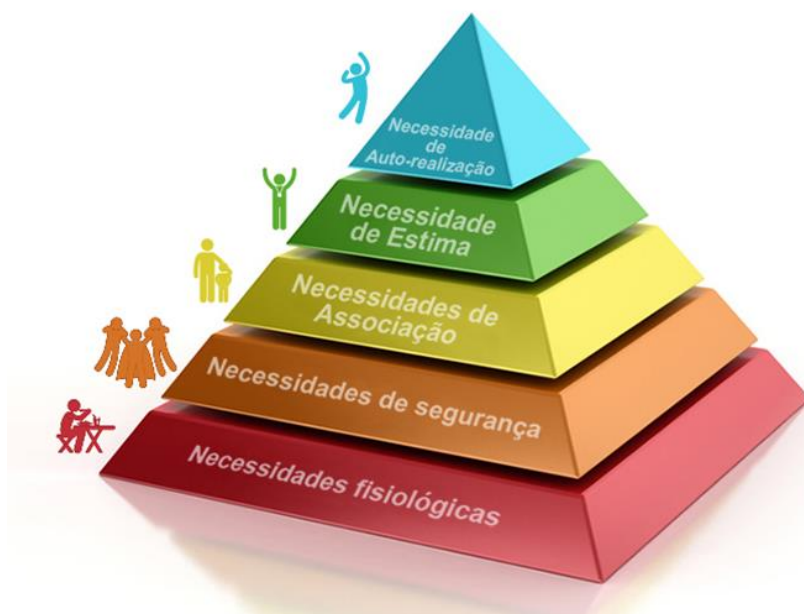 Necessidade
de
Auto-realização
Necessidade
de Estima
Necessidades de
Associação
Necessidades de segurança
Necessidades fisiológicas